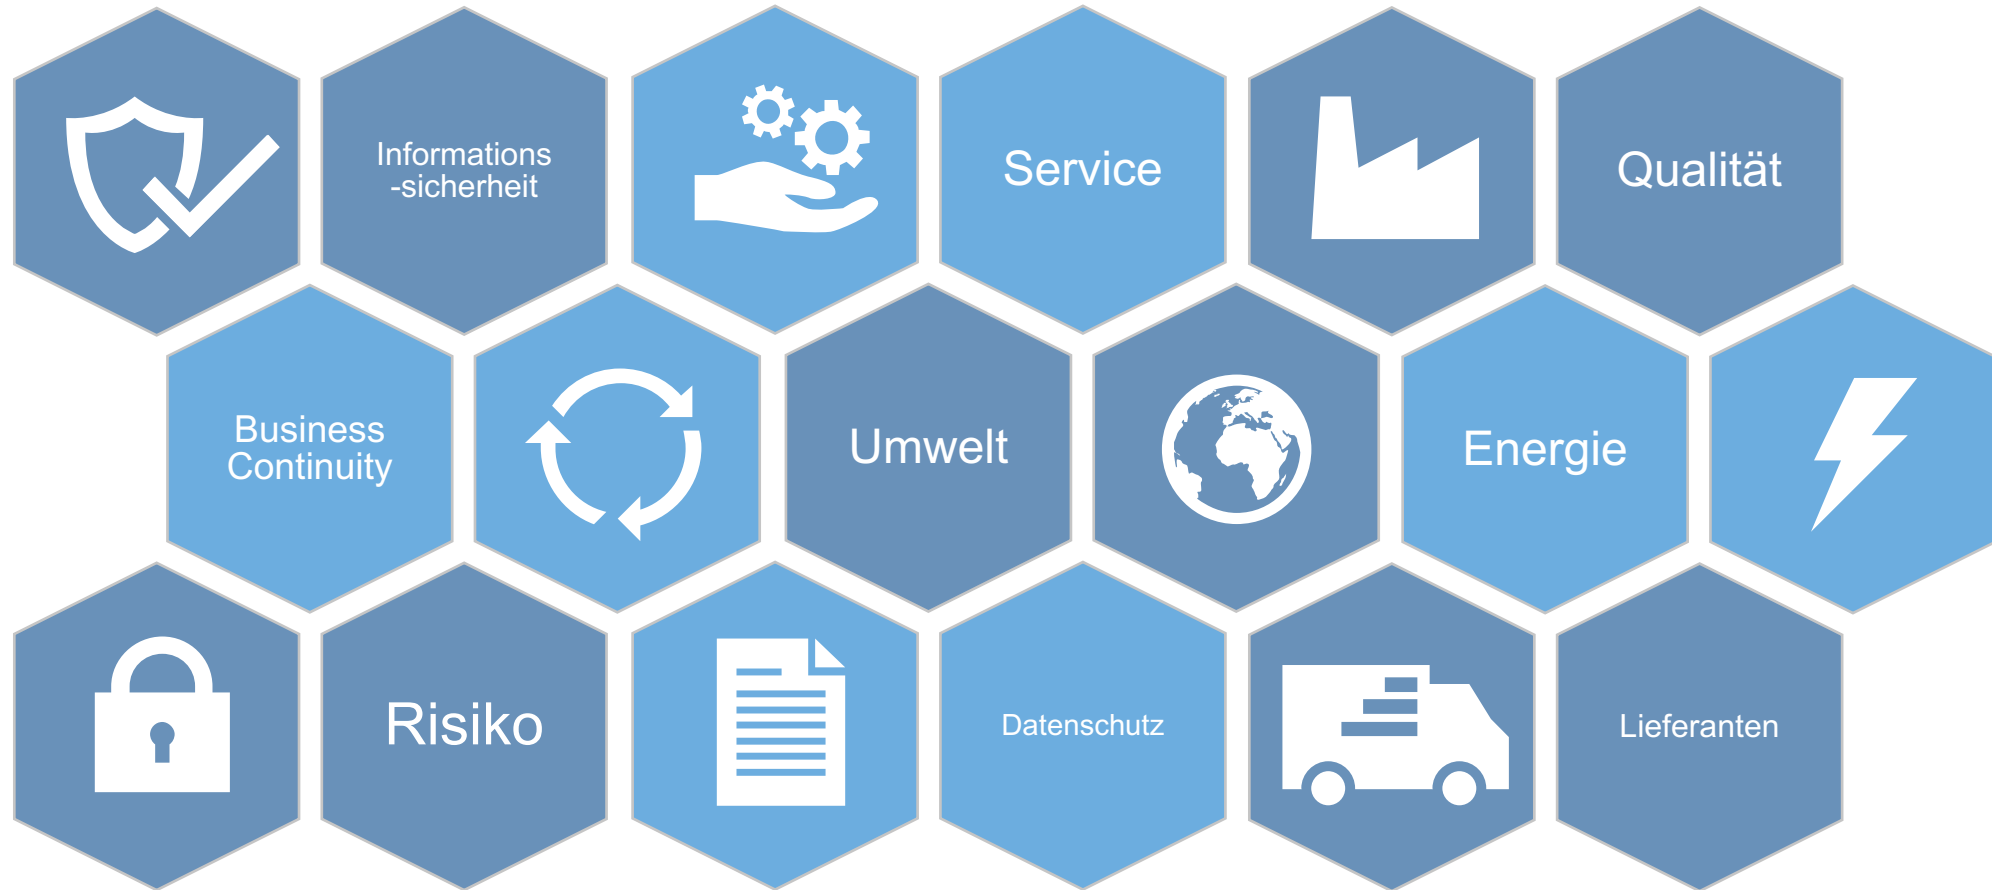 Informations
-sicherheit
Service
Qualität
Business
Continuity
Umwelt
Energie
Risiko
Datenschutz
Lieferanten